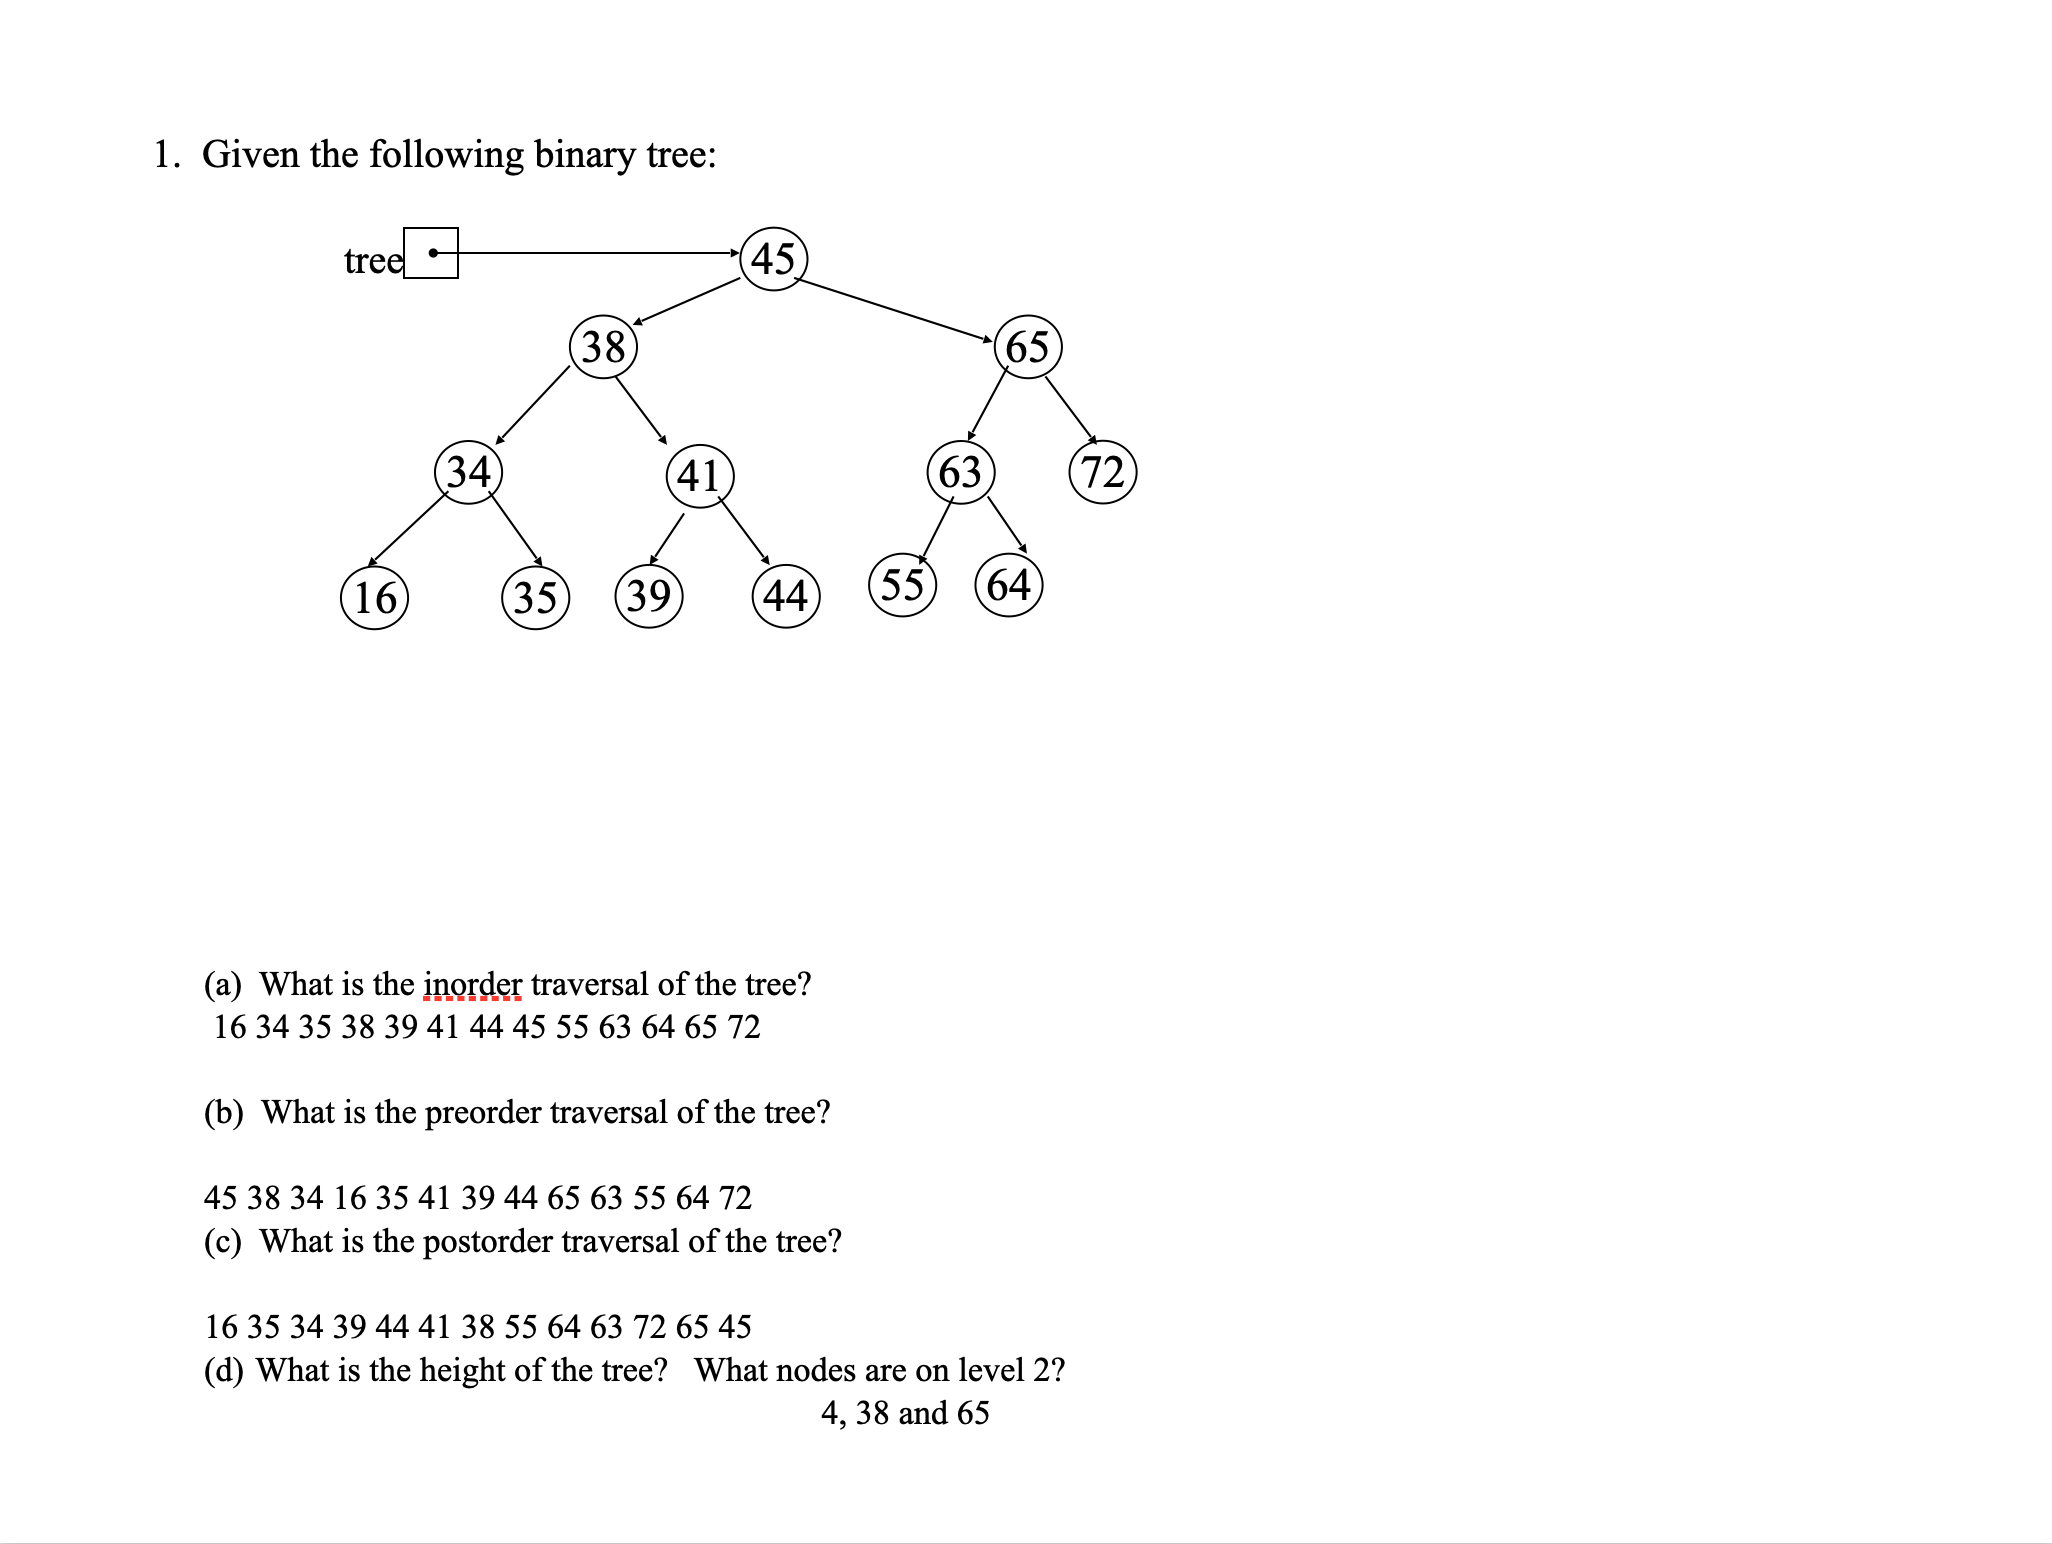 1. Given the following binary tree:
tree
45
38 65
34 41 63 72
16 35 39 44 55 64
(a) What is the inorder traversal of the tree?
16 34 35 38 39 41 44 45 55 63 64 65 72
(b) What is the preorder traversal of the tree?
45 38 34 16 35 41 39 44 65 63 55 64 72
(c) What is the postorder traversal of the tree?
16 35 34 39 44 41 38 55 64 63 72 65 45
(d) What is the height of the tree? What nodes are on level 2?
4, 38 and 65